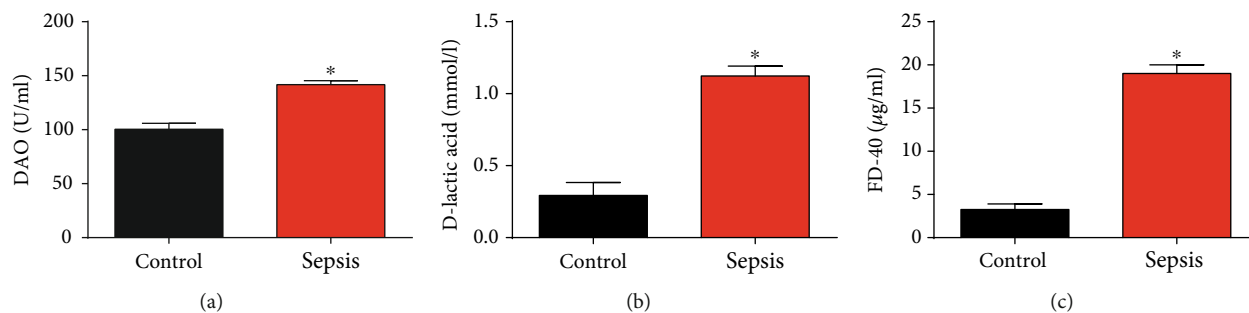 200
150
100
50
0
DAO (U/ml)
*
Control
Sepsis
(a)
1.5
1.0
0.5
0.0
D-lactic acid (mmol/l)
*
Control
Sepsis
(b)
25
20
15
10
5
0
FD-40 (μg/ml)
*
Control
Sepsis
(c)